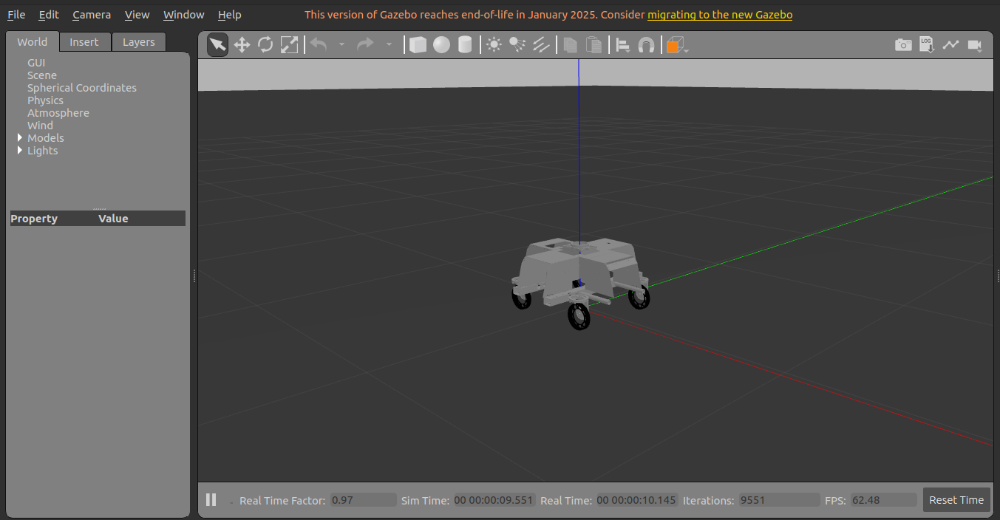 File Edit Camera View Window Help This version of Gazebo reaches end-of-life in January 2025. Consider migrating to the new Gazebo
World Insert Layers
LOG
GUI
Scene
Spherical Coordinates
Physics
Atmosphere
Wind
Models
Lights
Property Value
Real Time Factor: 0.97 Sim Time: 00 00:00:09.551 Real Time: 00 00:00:10.145 Iterations: 9551 FPS: 62.48 Reset Time